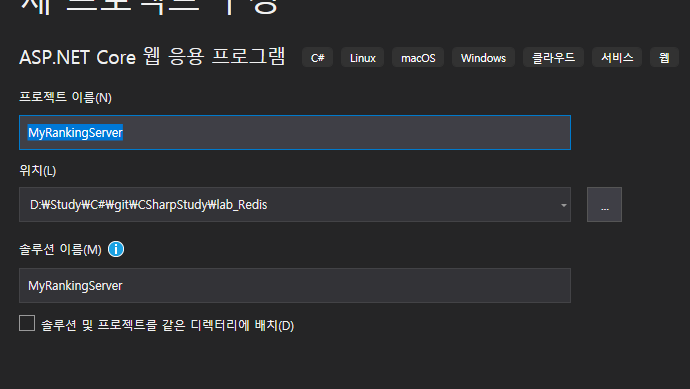 새 프로젝트 구성
ASP.NET Core 웹 응용 프로그램 C# Linux macOS Windows 클라우드 서비스 웹
프로젝트 이름(N)
MyRankingServer
위치(L)
D:₩Study₩C#₩git₩CSharpStudy₩lab_Redis ...
솔루션 이름(M)
MyRankingServer
솔루션 및 프로젝트를 같은 디렉터리에 배치(D)